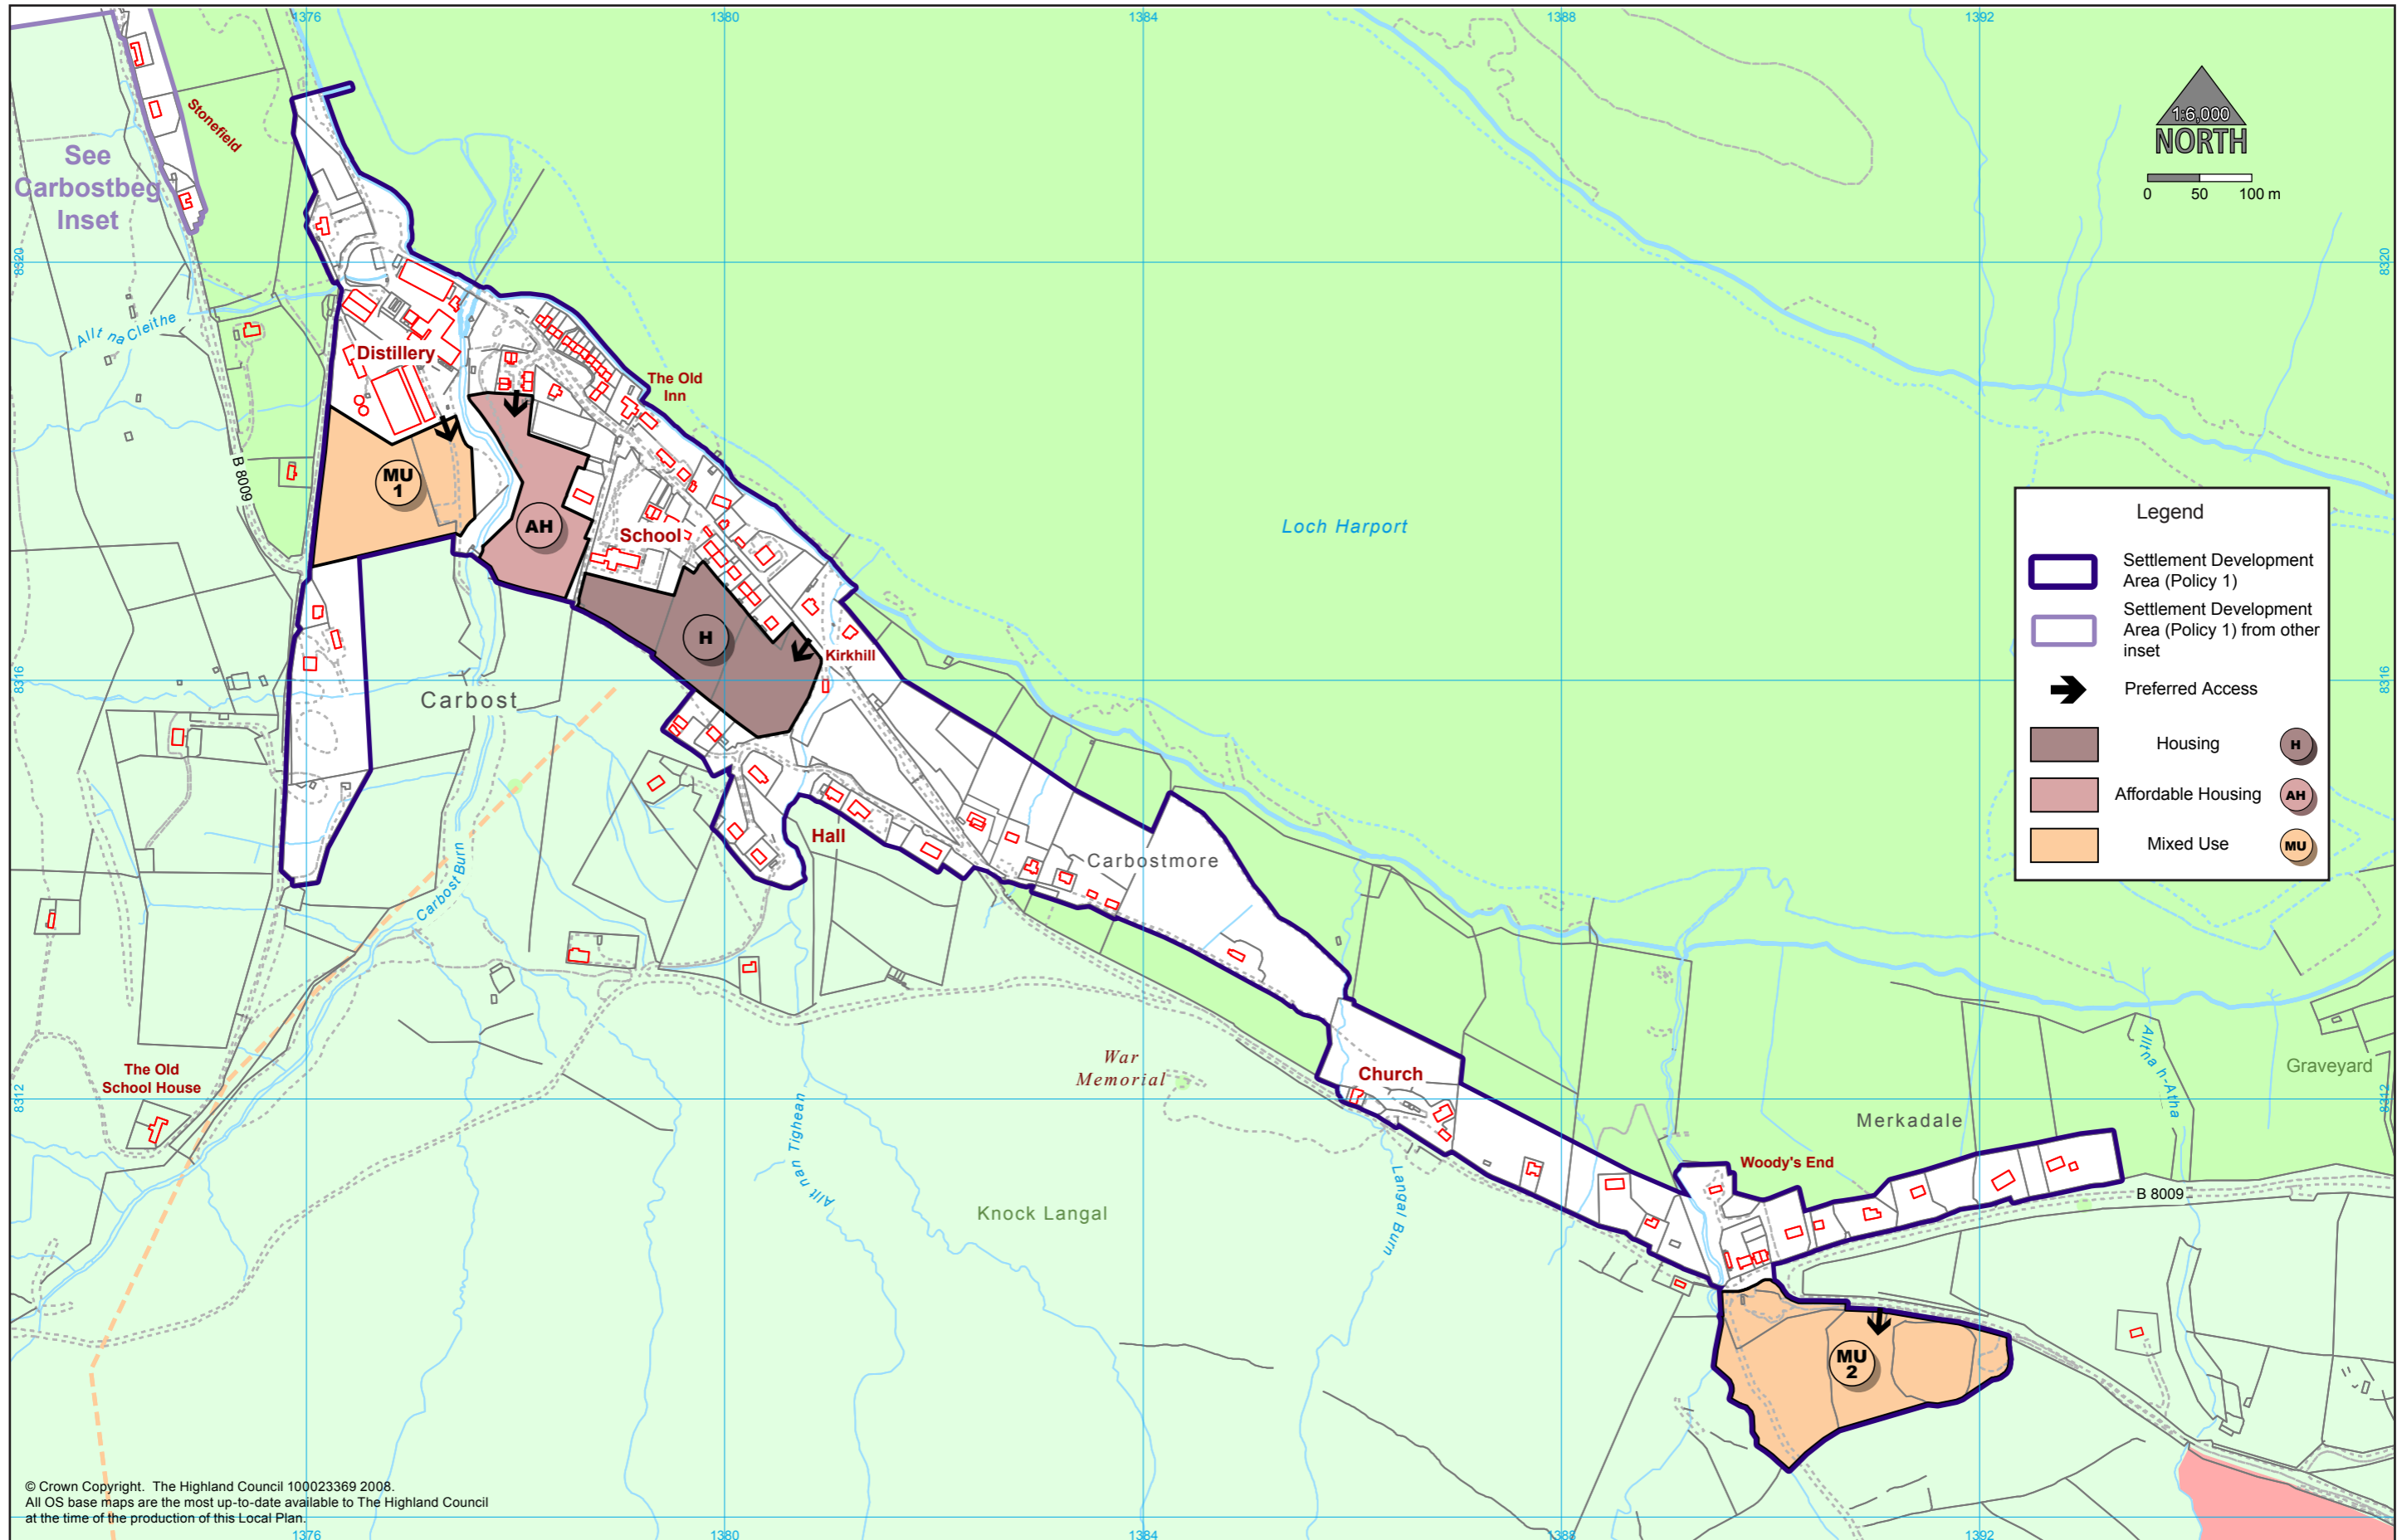 1376
1380
1384
1388
1392
Stonefield
See
Carbostbeg
Inset
1:6,000
NORTH
0 50 100 m
8320
8320
Allt na Cleithe
Distillery
The Old
Inn
B 8009
MU
1
AH
School
Loch Harport
H
Kirkhill
Legend
Settlement Development
Area (Policy 1)
Settlement Development
Area (Policy 1) from other
inset
Preferred Access
Housing
H
Affordable Housing
AH
Mixed Use
MU
8316
8316
Carbost
Hall
Carbostmore
Carbost Burn
War
Memorial
Church
The Old
School House
8312
8312
Allt nan Tighean
Knock Langal
Langal Burn
Merkadale
Woody's End
Graveyard
Allt na h-Atha
B 8009
MU
2
© Crown Copyright. The Highland Council 100023369 2008.
All OS base maps are the most up-to-date available to The Highland Council
at the time of the production of this Local Plan.
1376
1380
1384
1388
1392